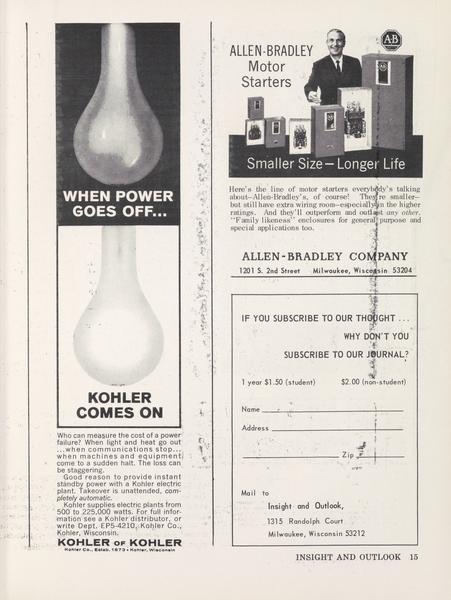 WHEN POWER
GOES OFF...
KOHLER
COMES ON
Who can measure the cost of a power
failure? When light and heat go out
...when communications stop...
when machines and equipment
come to a sudden halt. The loss can
be staggering.
Good reason to provide instant
standby power with a Kohler electric
plant. Takeover is unattended, com-
pletely automatic.
Kohler supplies electric plants from
500 to 225,000 watts. For full infor-
mation see a Kohler distributor, or
write Dept. EP5-4210, Kohler Co.,
Kohler, Wisconsin.
KOHLER OF KOHLER
Kohler Co., Estab. 1873 • Kohler, Wisconsin
ALLEN-BRADLEY
Motor
Starters
A-B
Smaller Size—Longer Life
Here's the line of motor starters everybody's talking
about—Allen-Bradley's, of course! They're smaller—
but still have extra wiring room—especially in the higher
ratings. And they'll outperform and outlast any other.
"Family likeness" enclosures for general purpose and
special applications too.
ALLEN-BRADLEY COMPANY
1201 S. 2nd Street Milwaukee, Wisconsin 53204
IF YOU SUBSCRIBE TO OUR THOUGHT ...
WHY DON'T YOU
SUBSCRIBE TO OUR JOURNAL?
1 year $1.50 (student) $2.00 (non-student)
Name
Address
Zip
Mail to
Insight and Outlook,
1315 Randolph Court
Milwaukee, Wisconsin 53212
INSIGHT AND OUTLOOK 15